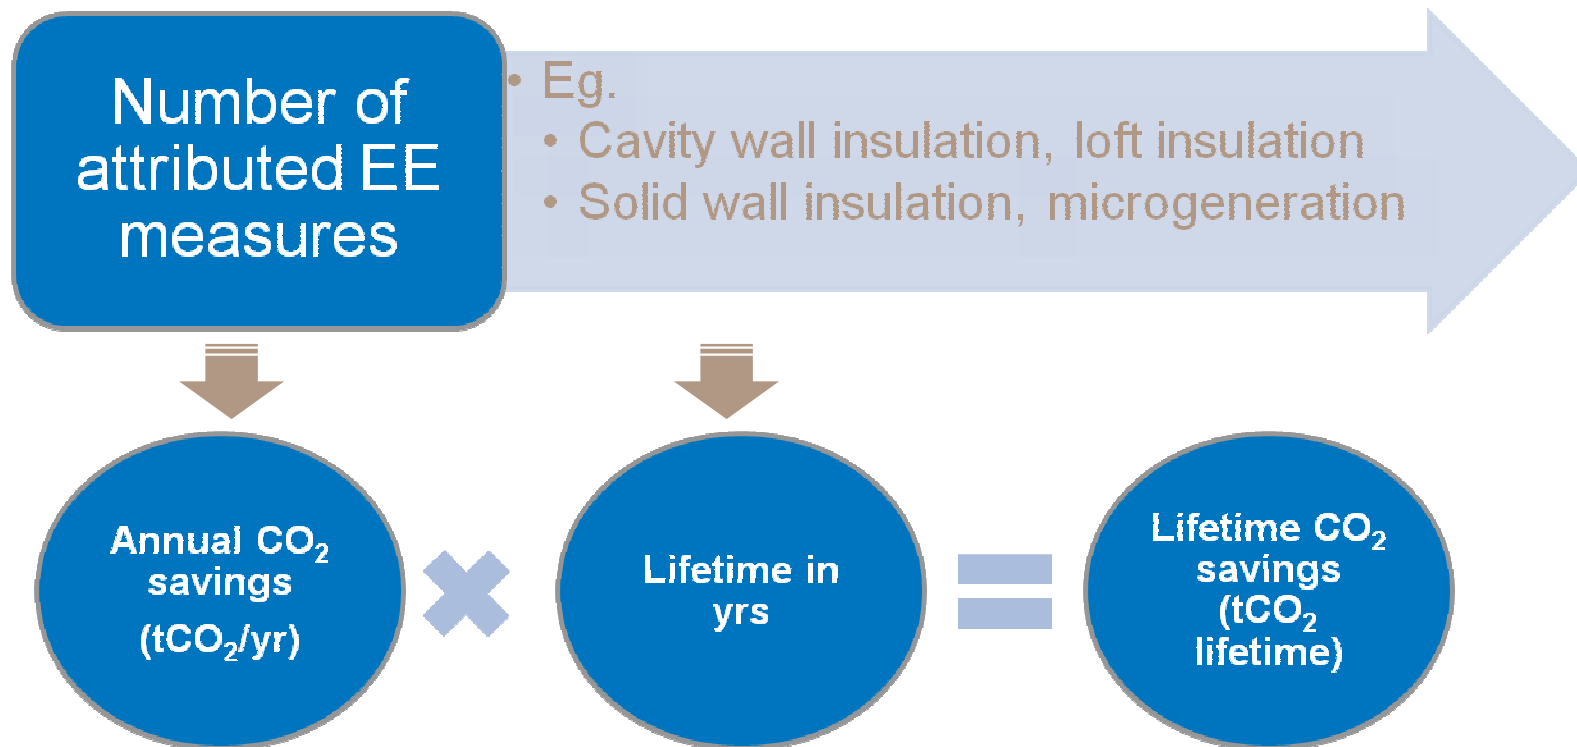 Number of
attributed EE
measures
• Eg.
• Cavity wall insulation, loft insulation
• Solid wall insulation, microgeneration
Annual CO₂
savings
(tCO₂/yr)
Lifetime in
yrs
Lifetime CO₂
savings
(tCO₂
lifetime)